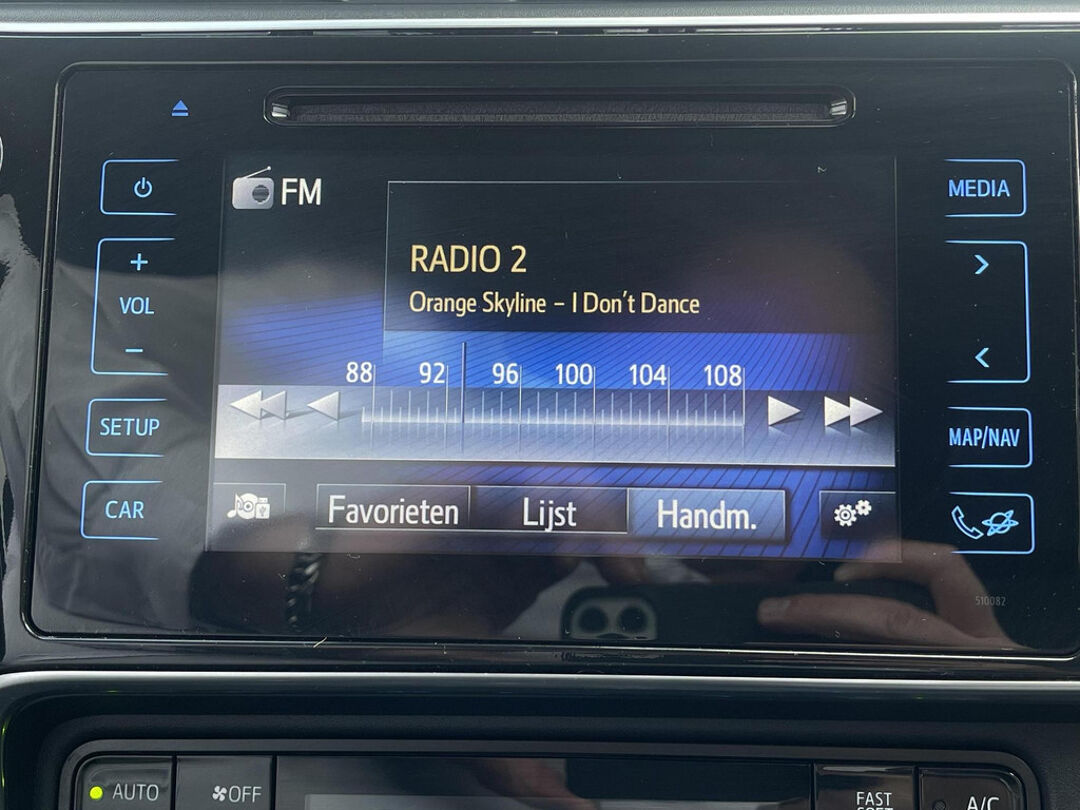 FM
MEDIA
RADIO 2
Orange Skyline – I Don't Dance
+
VOL
−
88 92 96 100 104 108
SETUP
MAP/NAV
CAR
Favorieten Lijst Handm.
510082
AUTO OFF
FAST
A/C